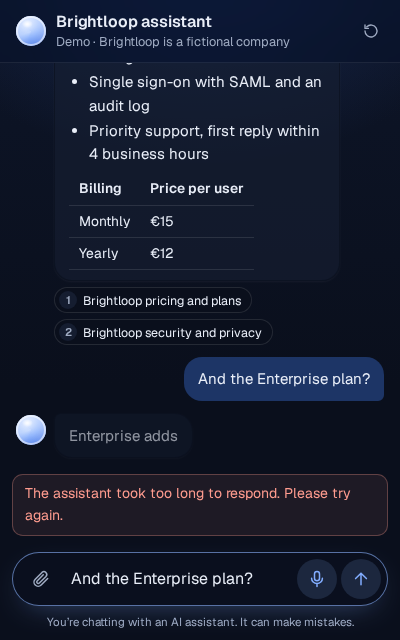 Brightloop assistant
Demo · Brightloop is a fictional company
Single sign-on with SAML and an
audit log
Priority support, first reply within
4 business hours
Billing Price per user
Monthly €15
Yearly €12
1 Brightloop pricing and plans
2 Brightloop security and privacy
And the Enterprise plan?
Enterprise adds
The assistant took too long to respond. Please try
again.
And the Enterprise plan?
You're chatting with an AI assistant. It can make mistakes.